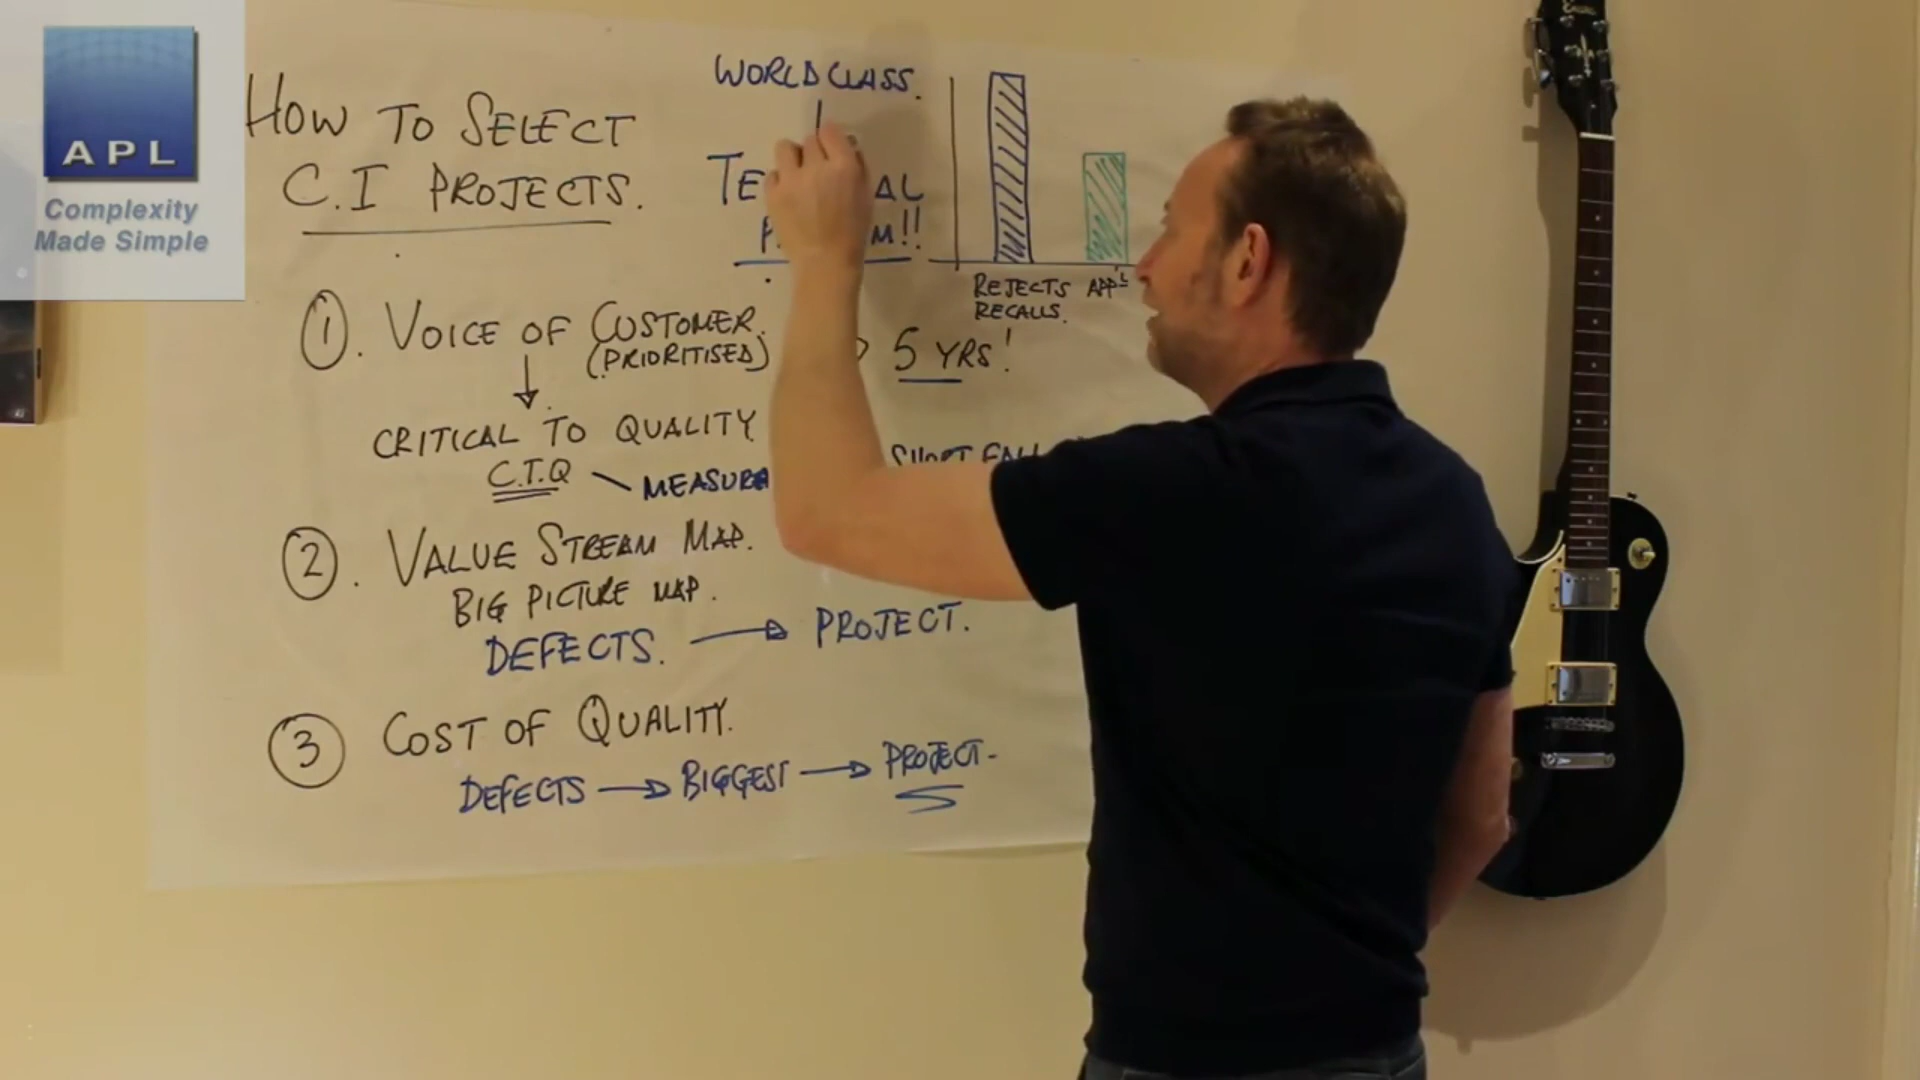 APL
Complexity
Made Simple
HOW TO SELECT
C.I PROJECTS.
WORLD CLASS.
!!
REJECTS APP'L
RECALLS.
1. VOICE OF CUSTOMER.
(PRIORITISED)
5 YRS!
CRITICAL TO QUALITY
C.T.Q
2. VALUE STREAM MAP.
BIG PICTURE MAP.
DEFECTS. → PROJECT.
3 COST OF QUALITY.
DEFECTS → BIGGEST → PROJECT-